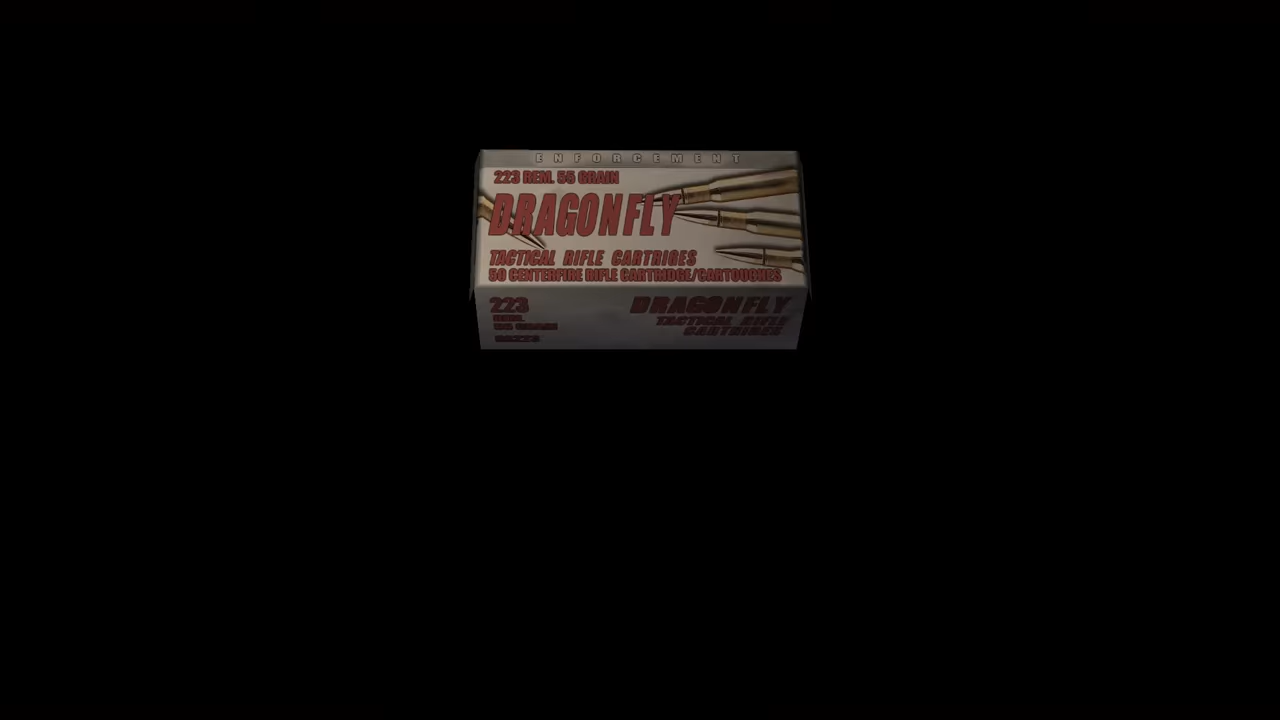 ENFORCEMENT
223 REM. 55 GRAIN
DRAGONFLY
TACTICAL RIFLE CARTRIGES
50 CENTERFIRE RIFLE CARTRIDGE/CARTOUCHES
223
DRAGONFLY
TACTICAL RIFLE
CARTRIGES